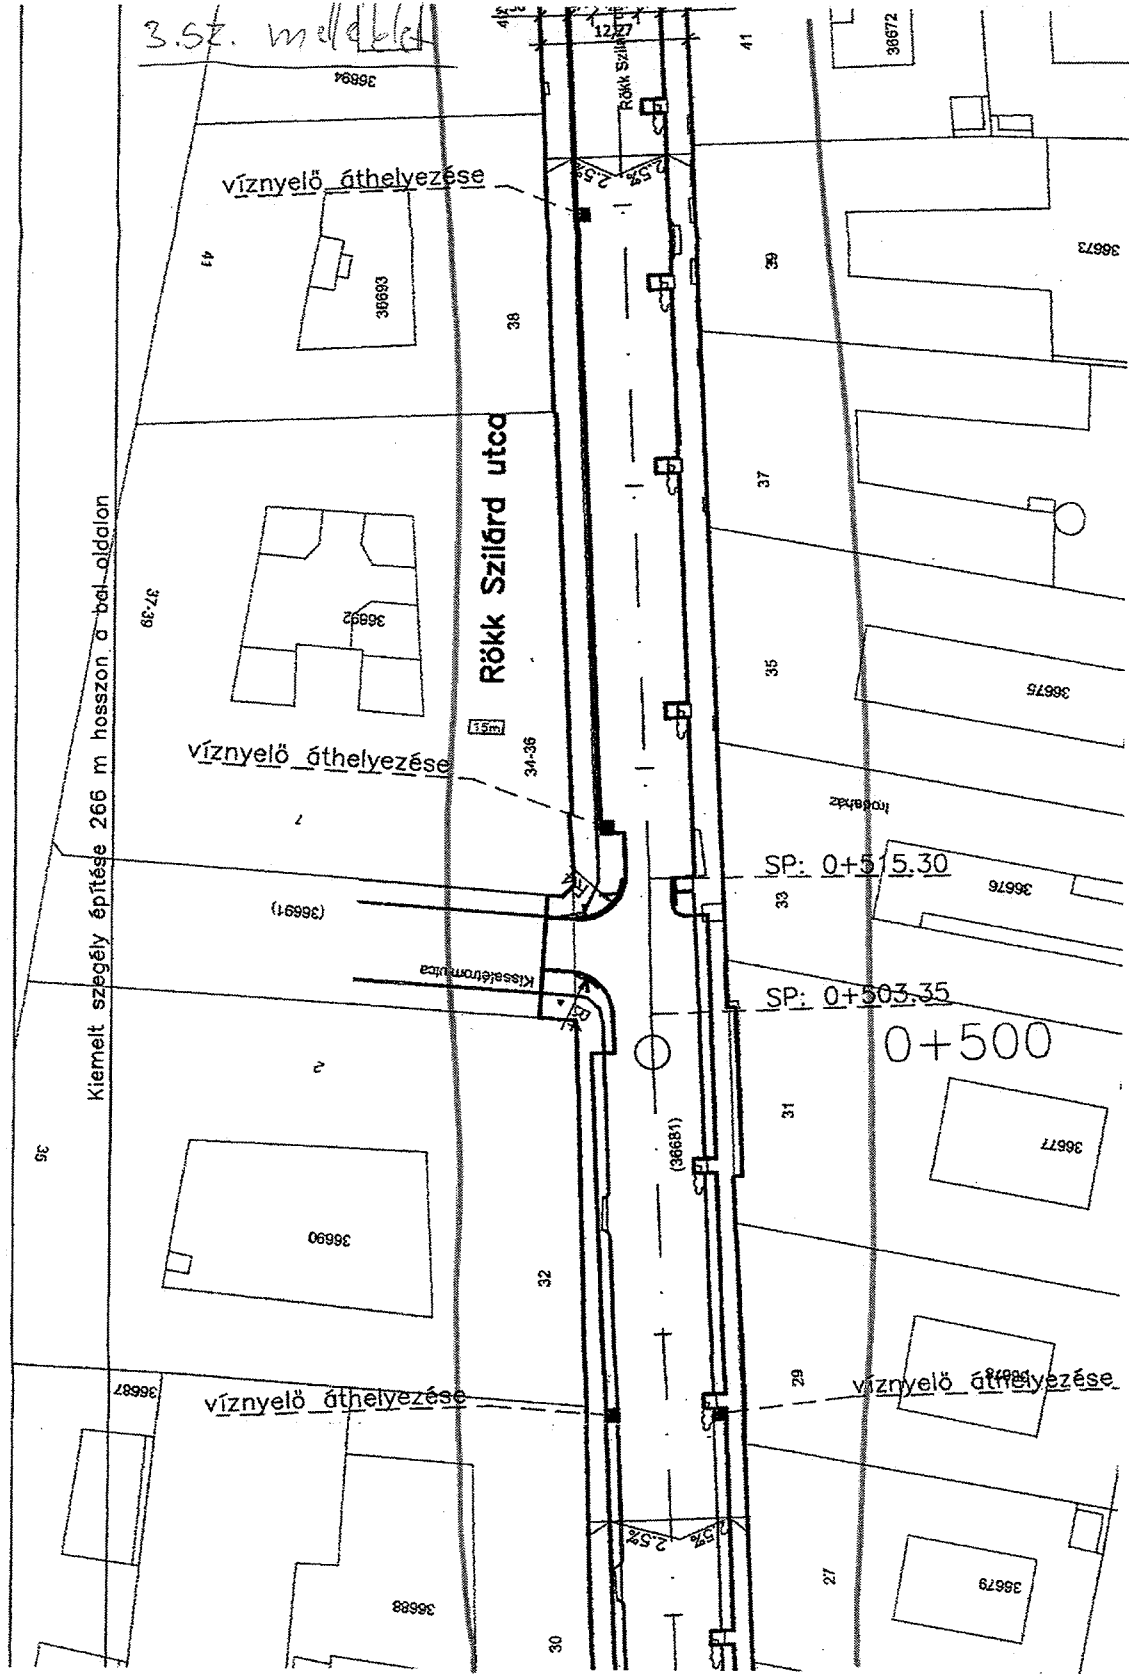 3.sz. melléklet
36694
12,27
Rökk Szilárd
41
36672
víznyelő áthelyezése
2.5%
2.5%
41
36693
38
39
36673
Rökk Szilárd utca
37
Kiemelt szegély építése 266 m hosszon a bal oldalon
37-39
36692
35
36675
15m
34-36
víznyelő áthelyezése
1
Irodaház
SP: 0+515.30
33
36676
(36691)
Kissalétrom utca
SP: 0+503.35
0+500
2
31
(36681)
36677
35
36690
32
29
36678
36687
víznyelő áthelyezése
víznyelő áthelyezése
2.5%
2.5%
27
36679
36688
30